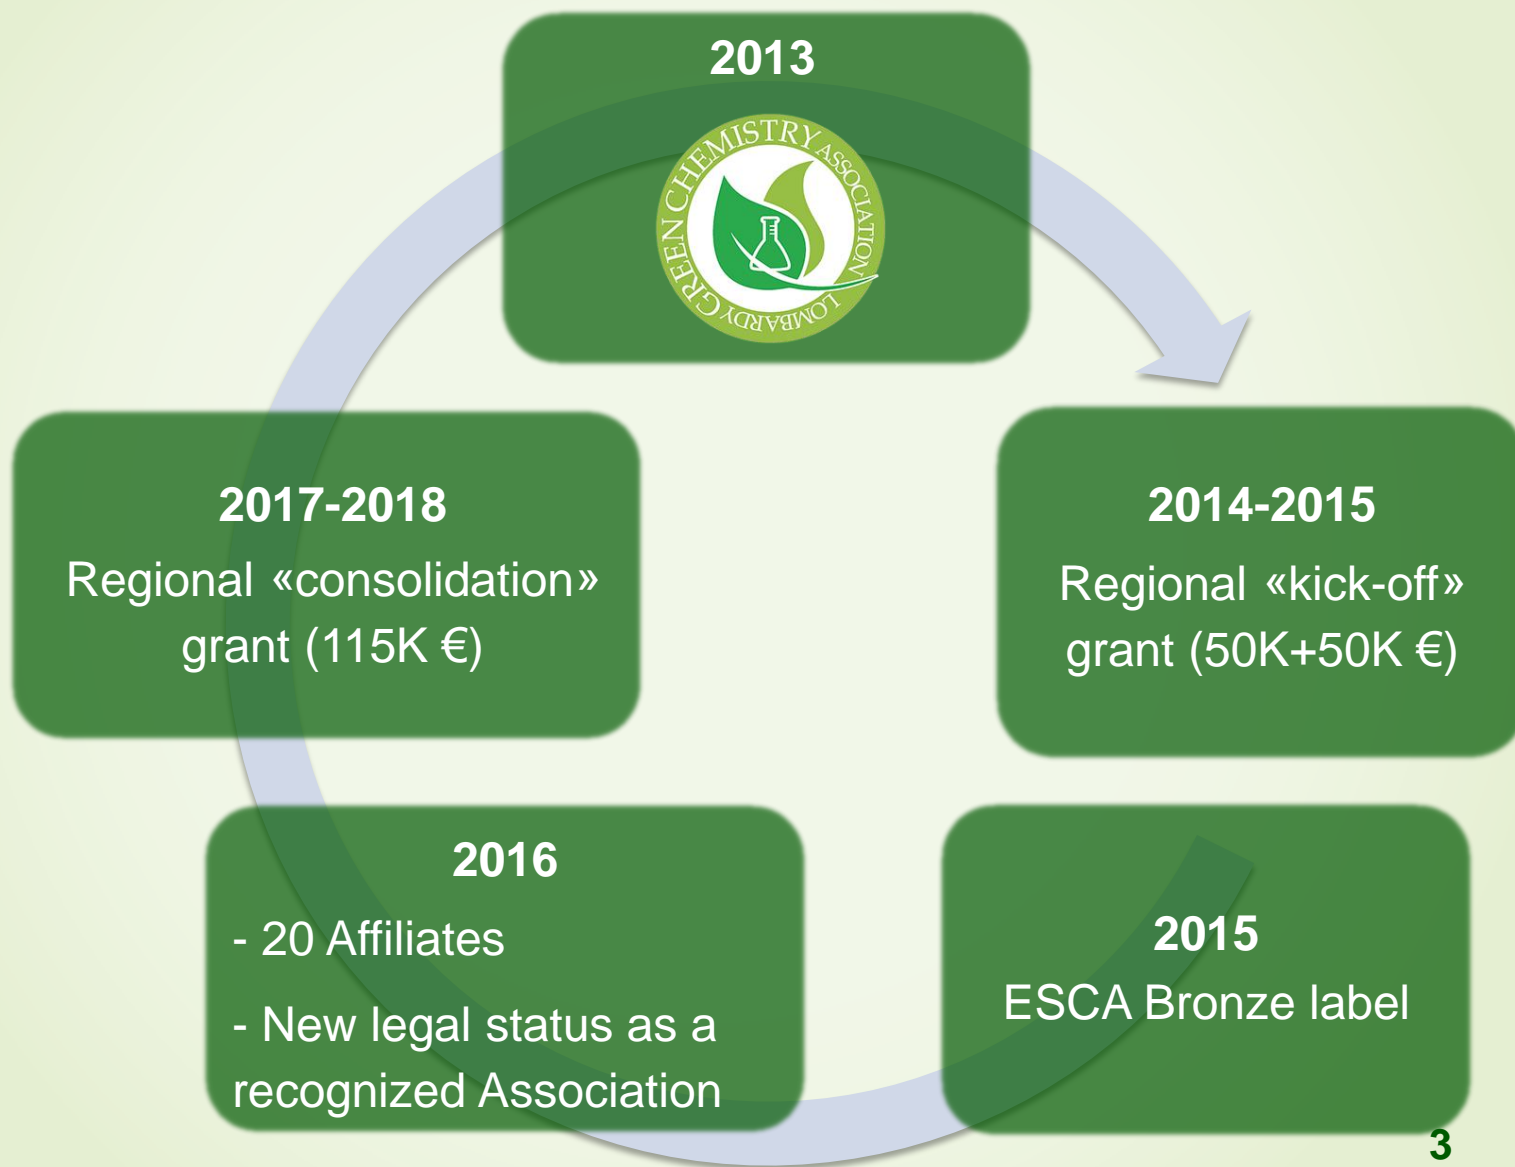 2013
LOMBARDY GREEN CHEMISTRY ASSOCIATION
2014-2015
Regional «kick-off»
grant (50K+50K €)
2015
ESCA Bronze label
2016
- 20 Affiliates
- New legal status as a
recognized Association
2017-2018
Regional «consolidation»
grant (115K €)
3